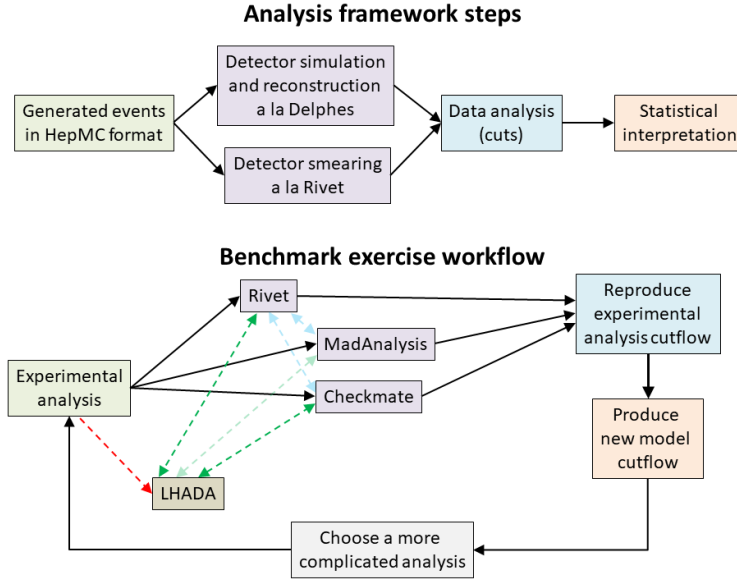 Analysis framework steps
Generated events
in HepMC format
Detector simulation
and reconstruction
a la Delphes
Detector smearing
a la Rivet
Data analysis
(cuts)
Statistical
interpretation
Benchmark exercise workflow
Rivet
MadAnalysis
Checkmate
Experimental
analysis
LHADA
Reproduce
experimental
analysis cutflow
Produce
new model
cutflow
Choose a more
complicated analysis